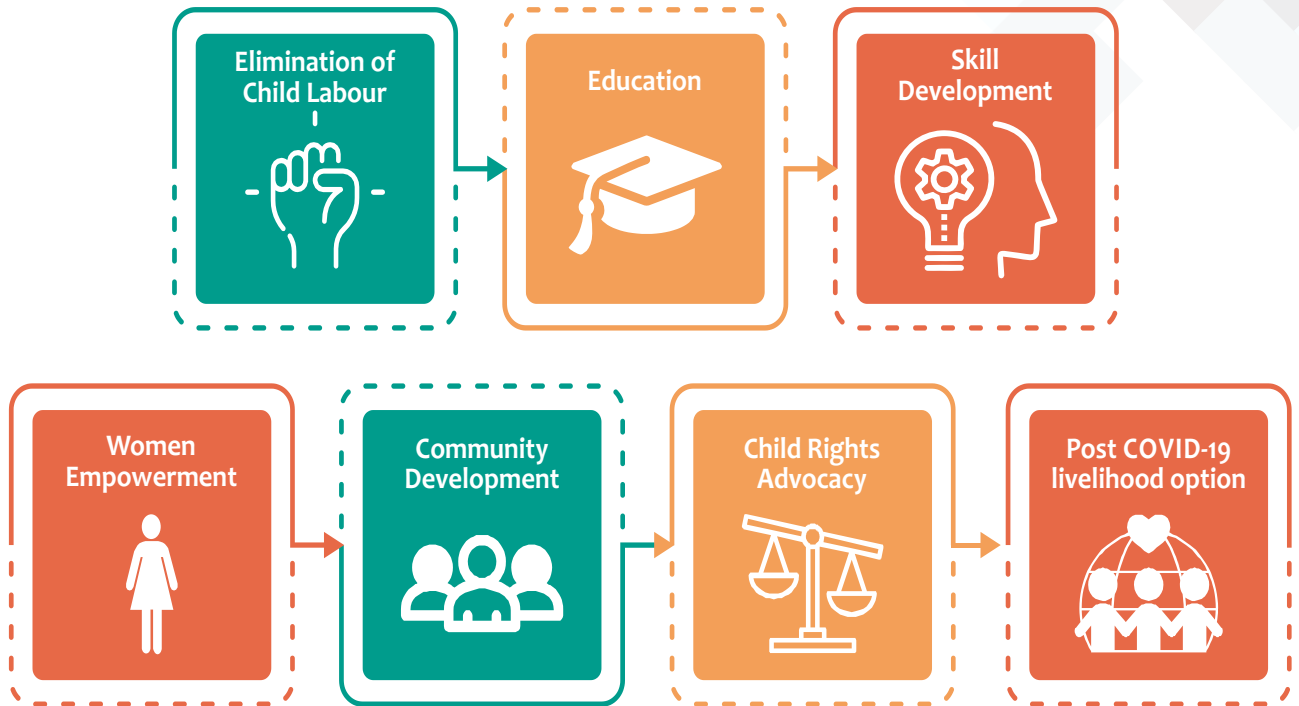 Elimination of
Child Labour
Education
Skill
Development
Women
Empowerment
Community
Development
Child Rights
Advocacy
Post COVID-19
livelihood option